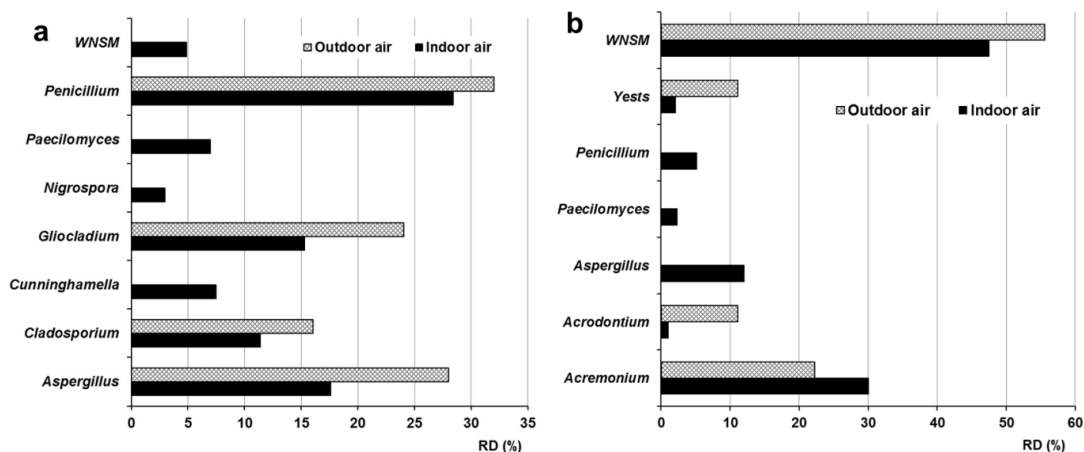 a
Outdoor air Indoor air
WNSM
Penicillium
Paecilomyces
Nigrospora
Gliocladium
Cunninghamella
Cladosporium
Aspergillus
0 5 10 15 20 25 30 35
RD (%)
b
WNSM
Yests
Outdoor air Indoor air
Penicillium
Paecilomyces
Aspergillus
Acrodontium
Acremonium
0 10 20 30 40 50 60
RD (%)